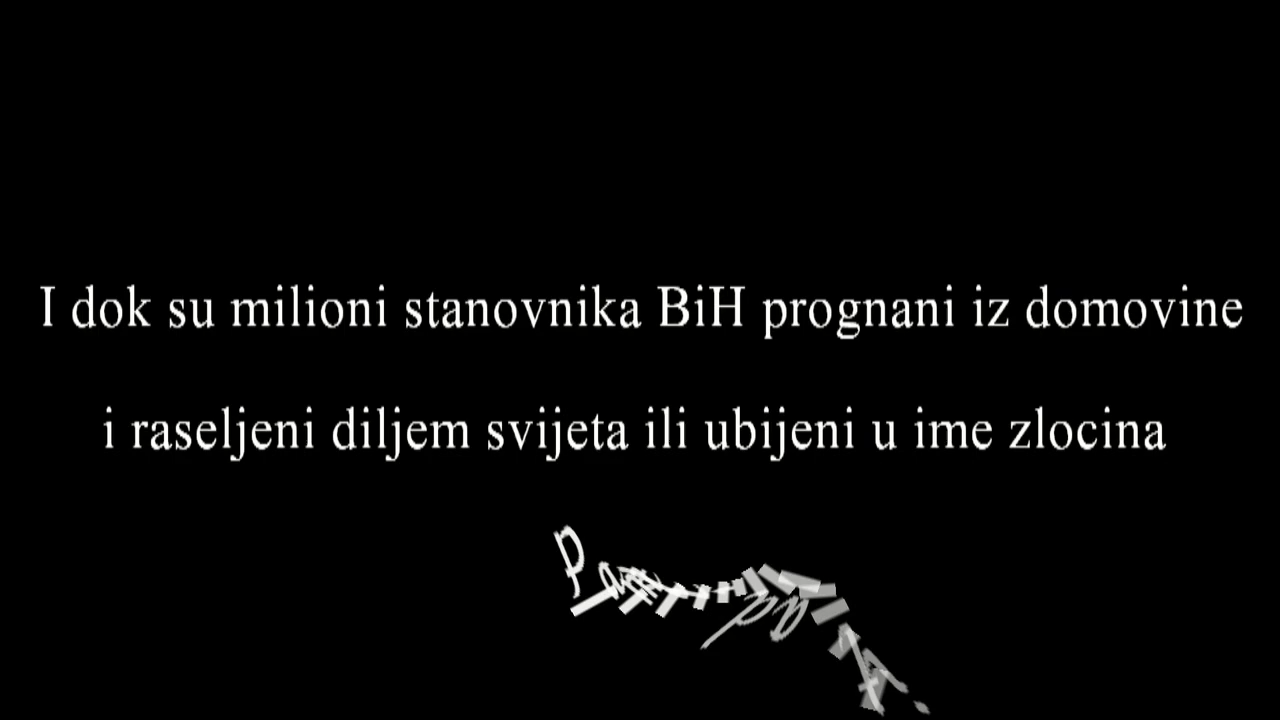 I dok su milioni stanovnika BiH prognani iz domovine
i raseljeni diljem svijeta ili ubijeni u ime zlocina